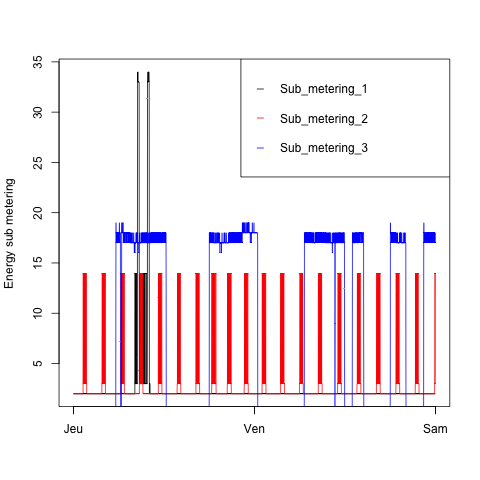 Energy sub metering
35
30
25
20
15
10
5
Sub_metering_1
Sub_metering_2
Sub_metering_3
Jeu Ven Sam